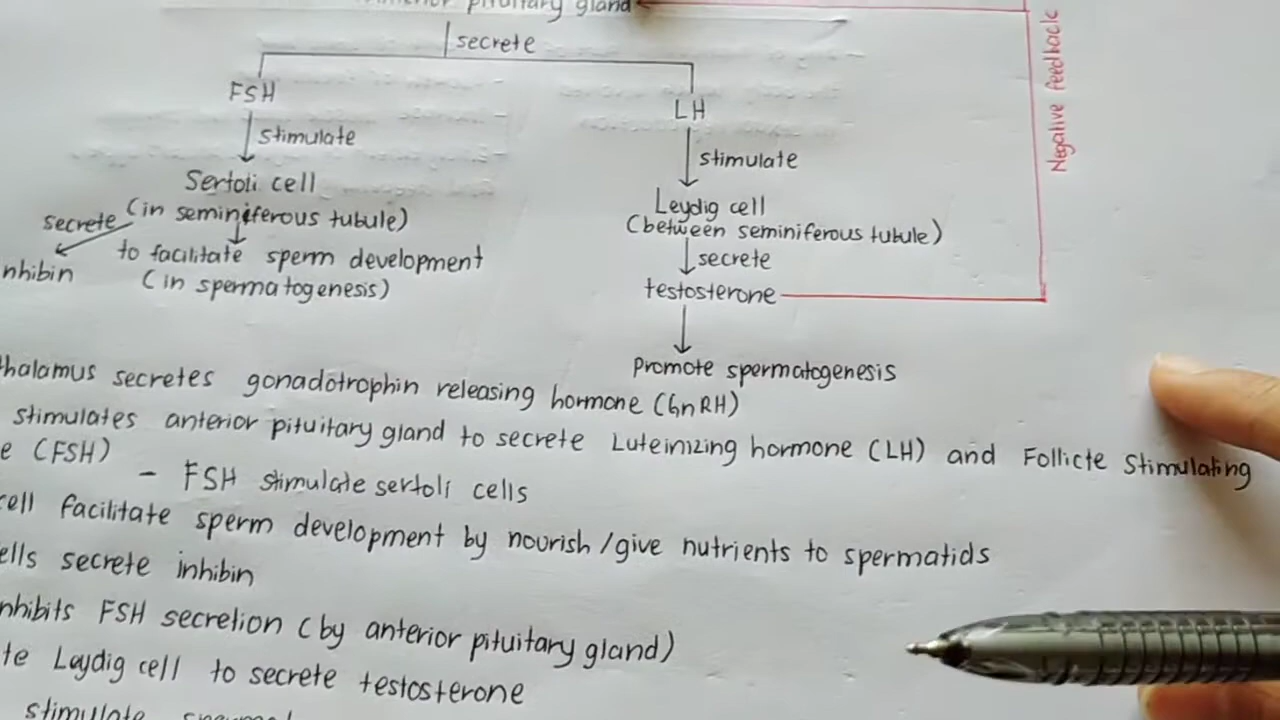 pituitary gland
secrete
FSH
LH
stimulate
stimulate
Sertoli cell
(in seminiferous tubule)
secrete
to facilitate sperm development
(in spermatogenesis)
nhibin
Leydig cell
(between seminiferous tubule)
secrete
testosterone
Promote spermatogenesis
Negative feedback
thalamus secretes gonadotrophin releasing hormone (GnRH)
stimulates anterior pituitary gland to secrete Luteinizing hormone (LH) and Follicte Stimulating
e (FSH)
- FSH stimulate sertoli cells
cell facilitate sperm development by nourish/give nutrients to spermatids
ells secrete inhibin
nhibits FSH secretion (by anterior pituitary gland)
te Leydig cell to secrete testosterone
stimulate